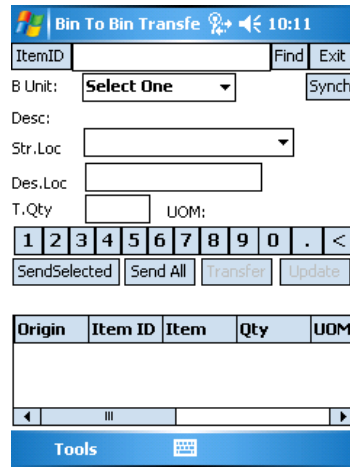 Bin To Bin Transfe 10:11
ItemID Find Exit
B Unit: Select One Synch
Desc:
Str.Loc
Des.Loc
T.Qty UOM:
1 2 3 4 5 6 7 8 9 0 . <
SendSelected Send All Transfer Update
Origin Item ID Item Qty UOM
Tools